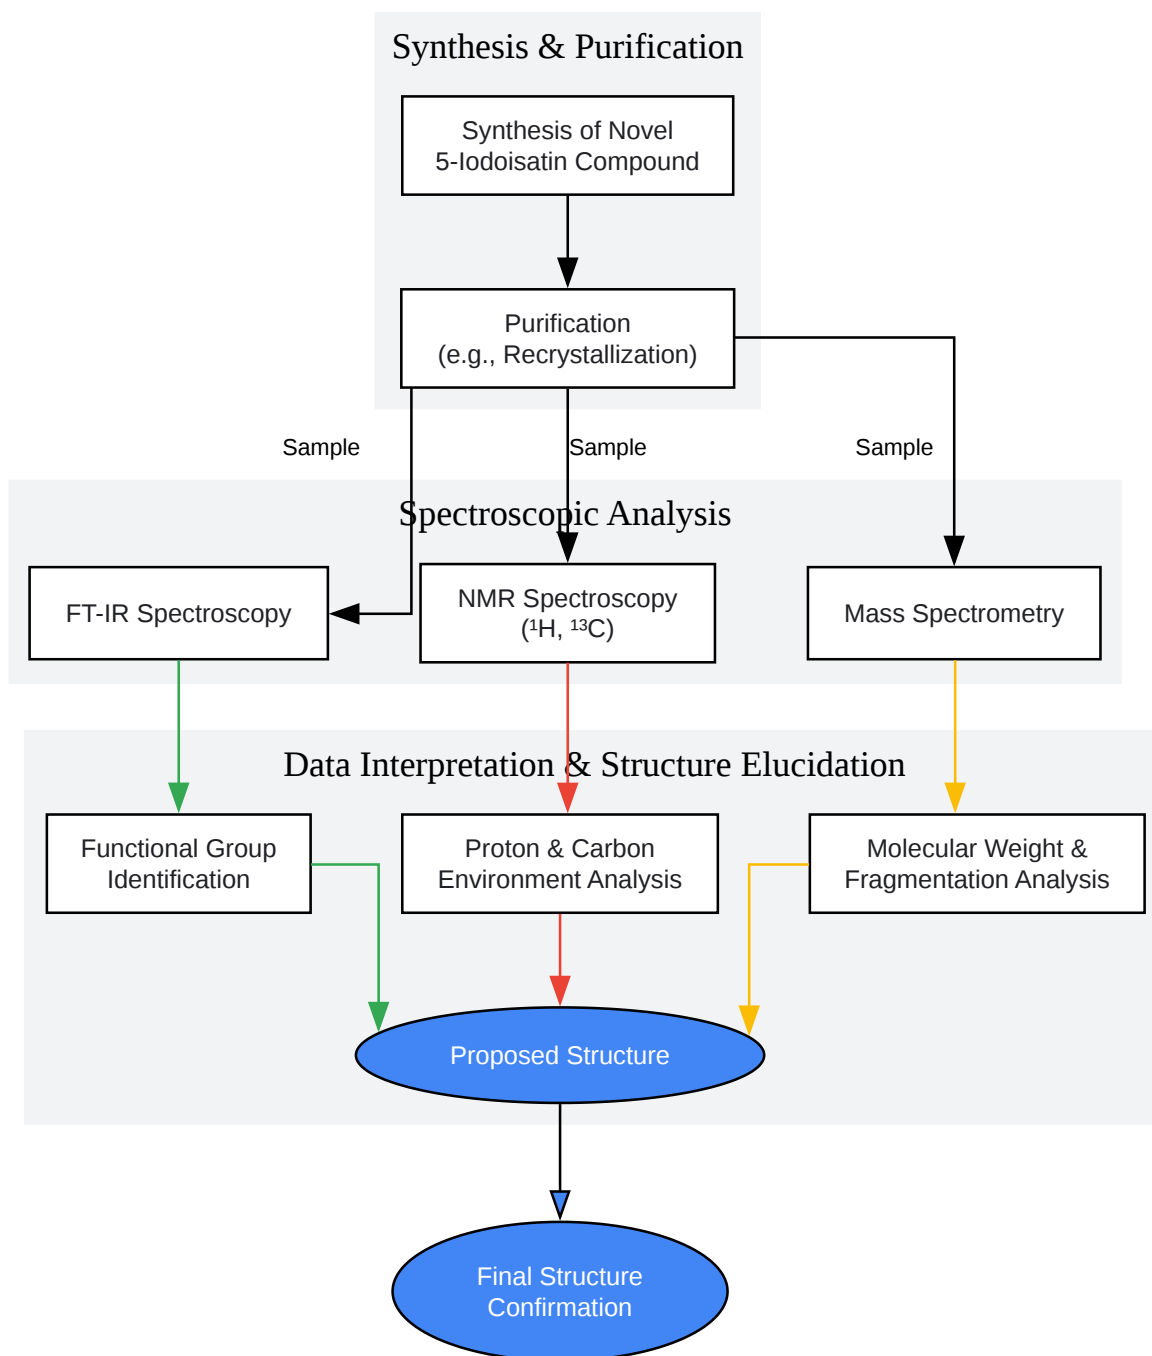 Synthesis & Purification
Synthesis of Novel
5-Iodoisatin Compound
Purification
(e.g., Recrystallization)
Sample
Sample
Sample
Spectroscopic Analysis
FT-IR Spectroscopy
NMR Spectroscopy
(¹H, ¹³C)
Mass Spectrometry
Data Interpretation & Structure Elucidation
Functional Group
Identification
Proton & Carbon
Environment Analysis
Molecular Weight &
Fragmentation Analysis
Proposed Structure
Final Structure
Confirmation